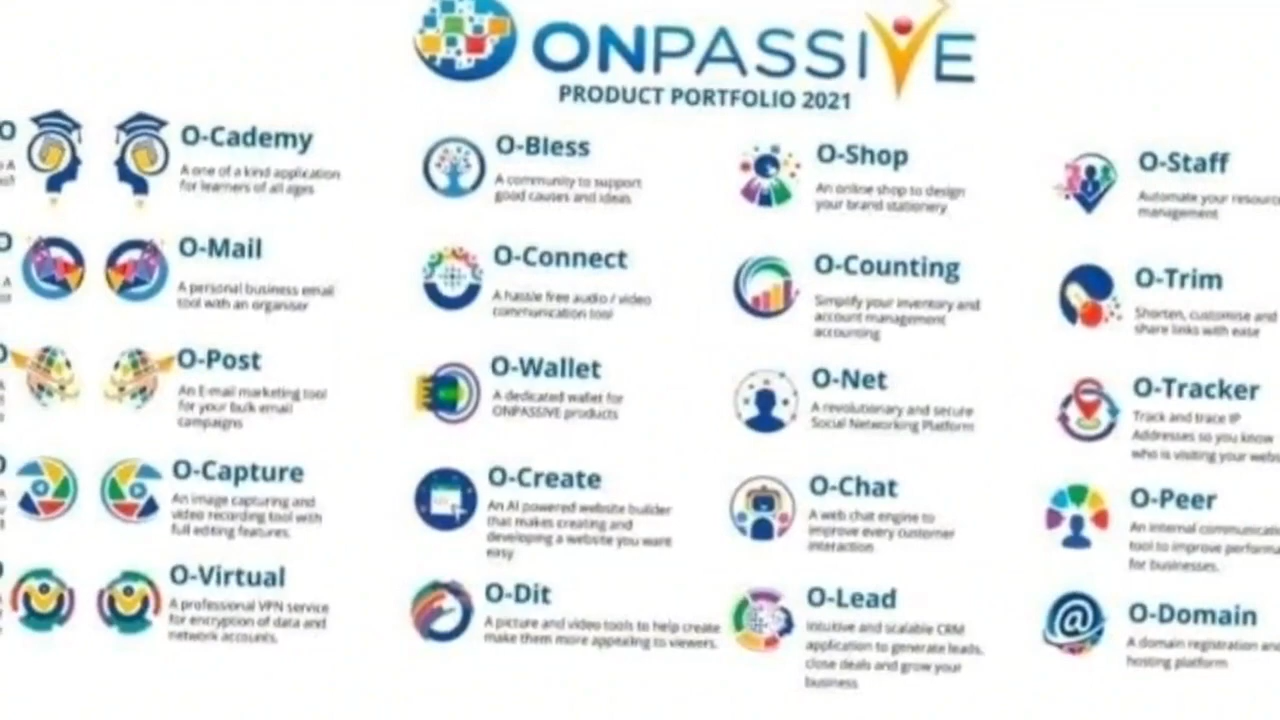 ONPASSIVE
PRODUCT PORTFOLIO 2021
O-Cademy
A one of a kind application
for learners of all ages
O-Mail
A personal business email
tool with an organiser
O-Post
An E-mail marketing tool
for your bulk email
campaigns
O-Capture
An image capturing and
video recording tool with
full editing features.
O-Virtual
A professional VPN service
for encryption of data and
network accounts.
O-Bless
A community to support
good causes and ideas
O-Connect
A hassle free audio / video
communication tool
O-Wallet
A dedicated wallet for
ONPASSIVE products
O-Create
An AI powered website builder
that makes creating and
developing a website you want
easy
O-Dit
A picture and video tools to help create
make them more appealing to viewers.
O-Shop
An online shop to design
your brand stationery
O-Counting
Simplify your inventory and
account management
accounting
O-Net
A revolutionary and secure
Social Networking Platform
O-Chat
A web chat engine to
improve every customer
interaction
O-Lead
Intuitive and scalable CRM
application to generate leads,
close deals and grow your
business
O-Staff
Automate your resource
management
O-Trim
Shorten, customise and
share links with ease
O-Tracker
Track and trace IP
Addresses so you know
who is visiting your
O-Peer
An internal
tool to improve
for businesses.
O-Domain
A domain registration and
hosting platform